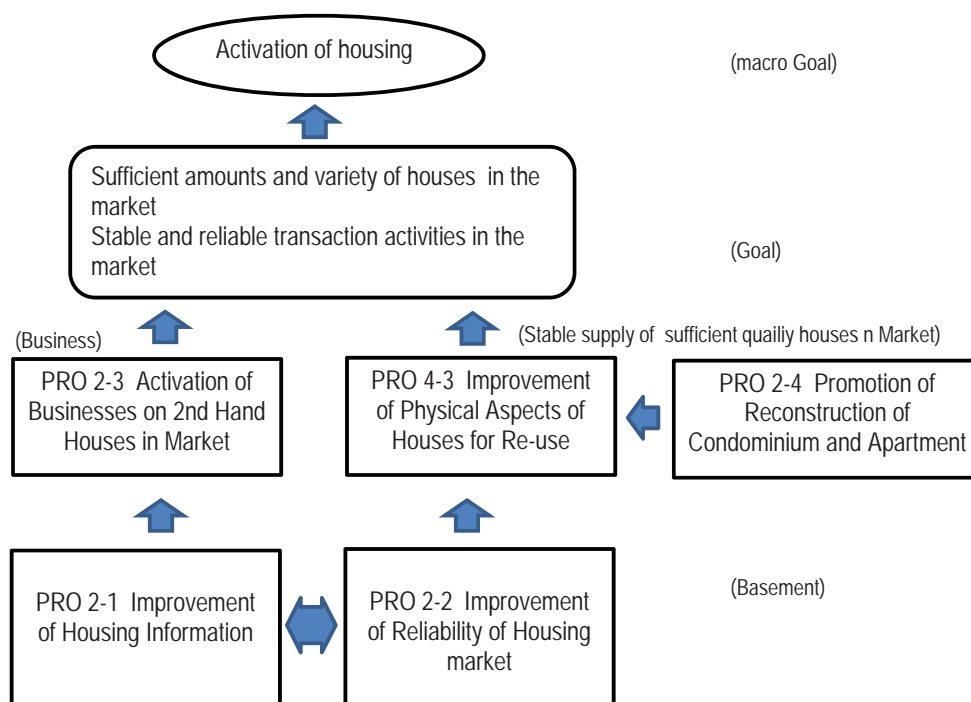 Activation of housing
(macro Goal)
Sufficient amounts and variety of houses in the
market
Stable and reliable transaction activities in the
market
(Goal)
(Business)
(Stable supply of sufficient quailiy houses n Market)
PRO 2-3 Activation of
Businesses on 2nd Hand
Houses in Market
PRO 4-3 Improvement
of Physical Aspects of
Houses for Re-use
PRO 2-4 Promotion of
Reconstruction of
Condominium and Apartment
PRO 2-1 Improvement
of Housing Information
PRO 2-2 Improvement
of Reliability of Housing
market
(Basement)